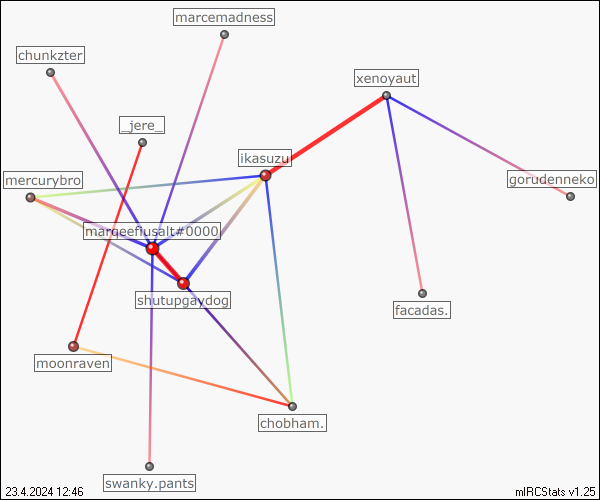 marcemadness
chunkzter
xenoyaut
_jere_
ikasuzu
mercurybro
gorudenneko
marqeeflusalt#0000
shutupgaydog
facadas.
moonraven
chobham.
swanky.pants
23.4.2024 12:46
mIRCStats v1.25